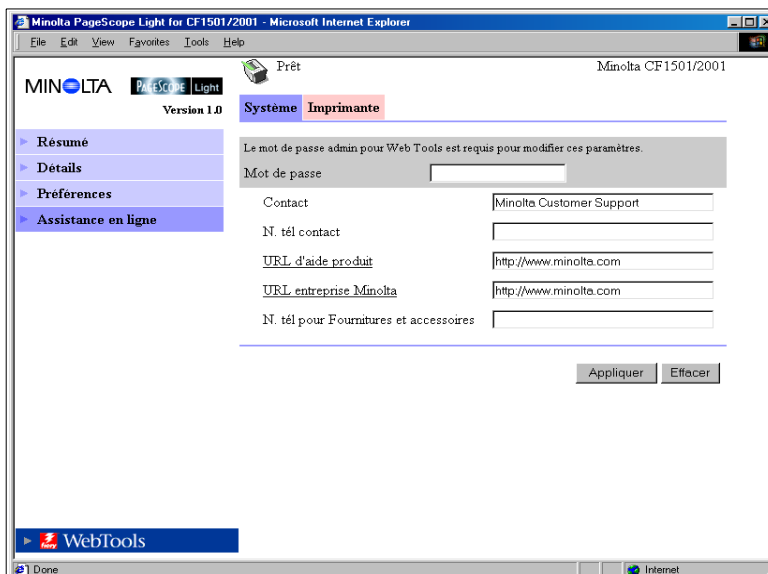 Minolta PageScope Light for CF1501/2001 - Microsoft Internet Explorer
File Edit View Favorites Tools Help
MINOLTA PAGESCOPE Light
Version 1.0
Prêt
Minolta CF1501/2001
Système Imprimante
Résumé
Détails
Préférences
Assistance en ligne
Le mot de passe admin pour Web Tools est requis pour modifier ces paramètres.
Mot de passe
Contact Minolta Customer Support
N. tél contact
URL d'aide produit http://www.minolta.com
URL entreprise Minolta http://www.minolta.com
N. tél pour Fournitures et accessoires
Appliquer Effacer
fiery WebTools
Done Internet